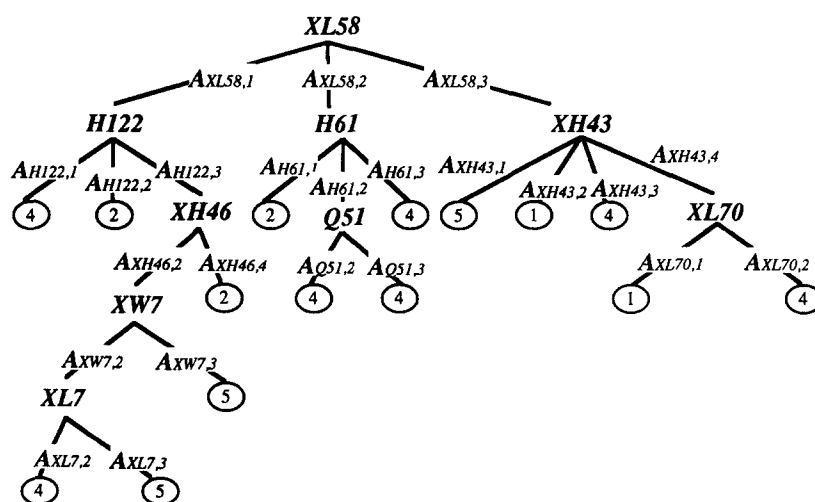 XL58
AXL58,1 AXL58,2 AXL58,3
H122 H61 XH43
AH122,1 AH122,2 AH122,3 AH61,1 AH61,2 AH61,3 AXH43,1 AXH43,2 AXH43,3 AXH43,4
4 2 XH46 2 Q51 4 5 1 4 XL70
AXH46,2 AXH46,4 AQ51,2 AQ51,3 AXL70,1 AXL70,2
XW7 2 4 4 1 4
AXW7,2 AXW7,3
XL7 5
AXL7,2 AXL7,3
4 5